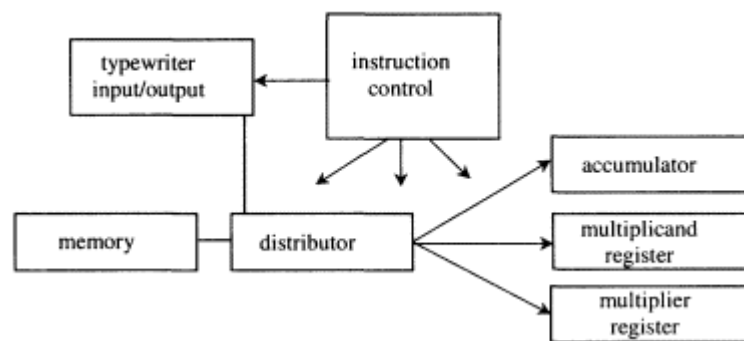 typewriter
input/output
instruction
control
accumulator
memory
distributor
multiplicand
register
multiplier
register